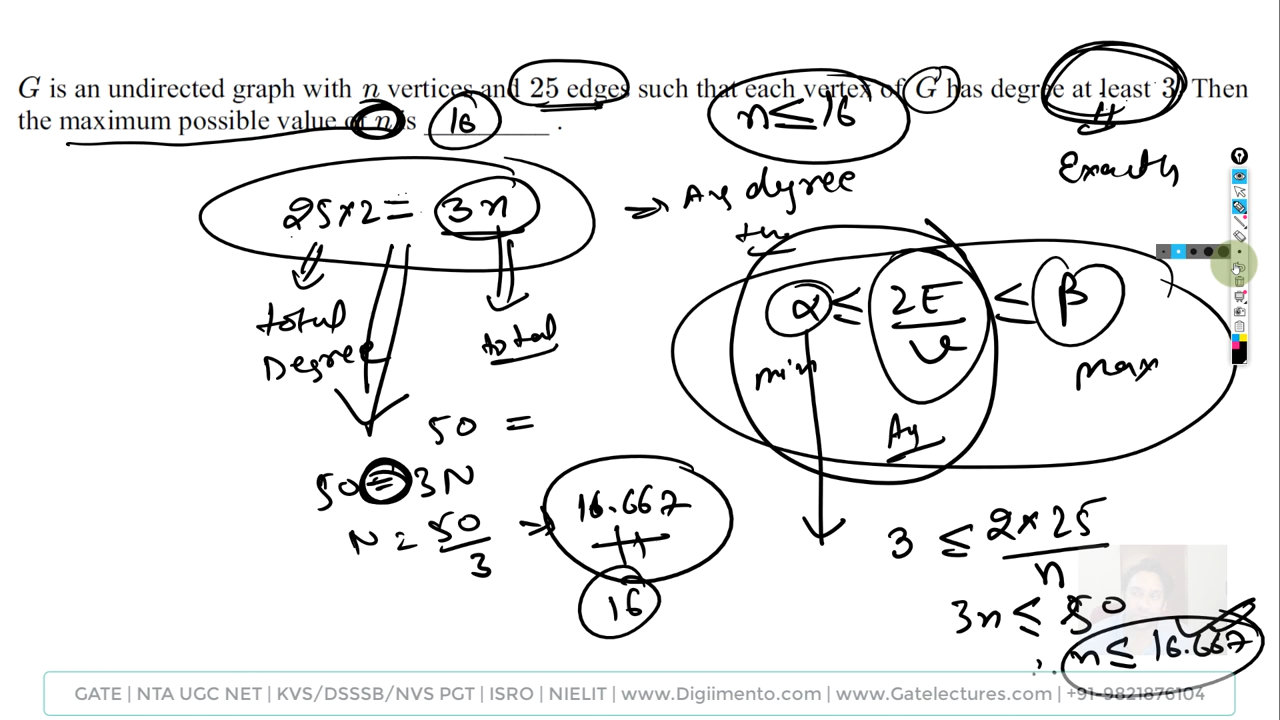 G is an undirected graph with n vertices and 25 edges such that each vertex of G has degree at least 3. Then
the maximum possible value of n is ________ .
16
n ≤ 16
Exactly
25×2 = 3n
→ Avg degree
thm
total
Degree
total
α ≤ 2E/v ≤ β
min
max
Avg
50 =
50 = 3N
N = 50/3 → 16.667
16
3 ≤ 2×25/n
3n ≤ 50
∴ n ≤ 16.667
GATE | NTA UGC NET | KVS/DSSSB/NVS PGT | ISRO | NIELIT | www.Digiimento.com | www.Gatelectures.com | +91-9821876104